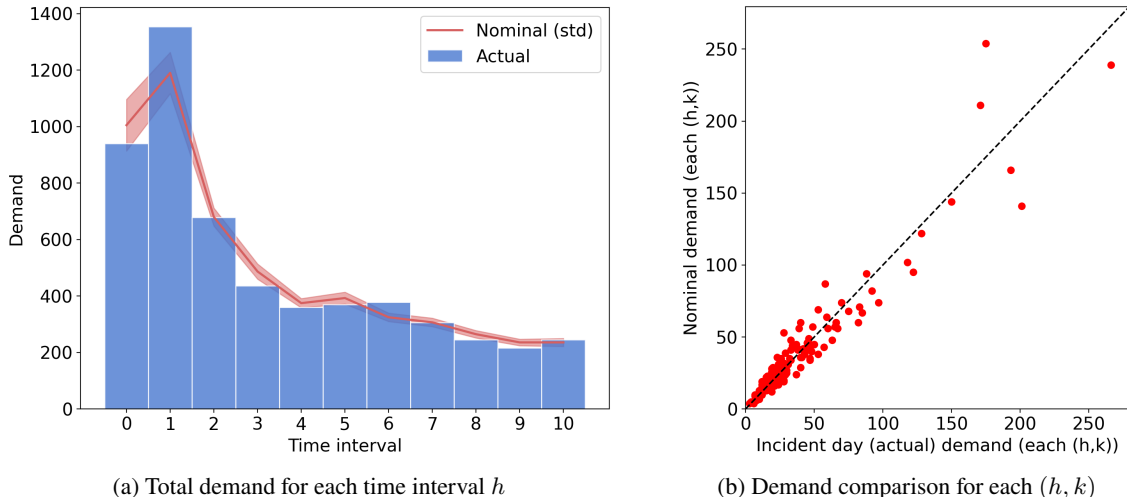 1400
1200
1000
800
600
400
200
0
Demand
Nominal (std)
Actual
0 1 2 3 4 5 6 7 8 9 10
Time interval
(a) Total demand for each time interval h
250
200
150
100
50
0
Nominal demand (each (h,k))
0 50 100 150 200 250
Incident day (actual) demand (each (h,k))
(b) Demand comparison for each (h, k)